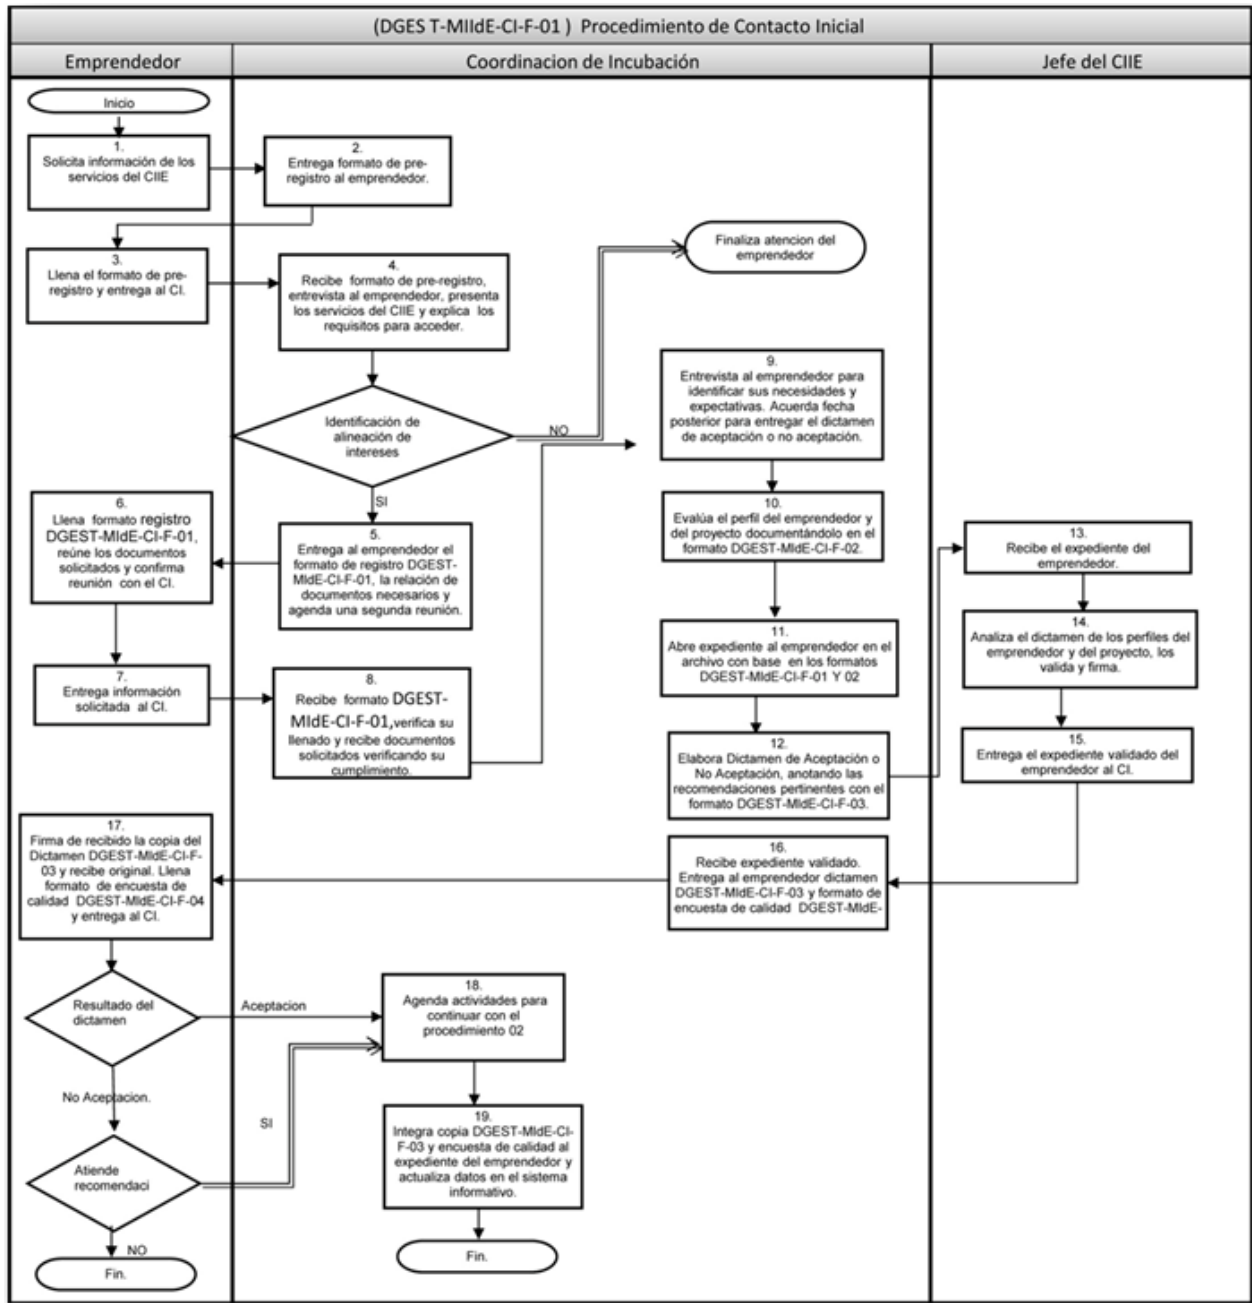 (DGES T-MIIdE-CI-F-01 ) Procedimiento de Contacto Inicial
Emprendedor
Coordinacion de Incubación
Jefe del CIIE
Inicio
1.
Solicita información de los
servicios del CIIE
2.
Entrega formato de pre-
registro al emprendedor.
Finaliza atencion del
emprendedor
3.
Llena el formato de pre-
registro y entrega al CI.
4.
Recibe formato de pre-registro,
entrevista al emprendedor, presenta
los servicios del CIIE y explica los
requisitos para acceder.
Identificación de
alineación de
intereses
NO
SI
9.
Entrevista al emprendedor para
identificar sus necesidades y
expectativas. Acuerda fecha
posterior para entregar el dictamen
de aceptación o no aceptación.
6.
Llena formato registro
DGEST-MIdE-CI-F-01,
reúne los documentos
solicitados y confirma
reunión con el CI.
5.
Entrega al emprendedor el
formato de registro DGEST-
MIdE-CI-F-01, la relación de
documentos necesarios y
agenda una segunda reunión.
10.
Evalúa el perfil del emprendedor y
del proyecto documentándolo en el
formato DGEST-MIdE-CI-F-02.
13.
Recibe el expediente del
emprendedor.
11.
Abre expediente al emprendedor en el
archivo con base en los formatos
DGEST-MIdE-CI-F-01 Y 02
14.
Analiza el dictamen de los perfiles del
emprendedor y del proyecto, los
valida y firma.
7.
Entrega información
solicitada al CI.
8.
Recibe formato DGEST-
MIdE-CI-F-01,verifica su
llenado y recibe documentos
solicitados verificando su
cumplimiento.
12.
Elabora Dictamen de Aceptación o
No Aceptación, anotando las
recomendaciones pertinentes con el
formato DGEST-MIdE-CI-F-03.
15.
Entrega el expediente validado del
emprendedor al CI.
17.
Firma de recibido la copia del
Dictamen DGEST-MIdE-CI-F-
03 y recibe original. Llena
formato de encuesta de
calidad DGEST-MIdE-CI-F-04
y entrega al CI.
16.
Recibe expediente validado.
Entrega al emprendedor dictamen
DGEST-MIdE-CI-F-03 y formato de
encuesta de calidad DGEST-MIdE-
Resultado del
dictamen
Aceptacion
18.
Agenda actividades para
continuar con el
procedimiento 02
No Aceptacion.
SI
19.
Integra copia DGEST-MIdE-CI-
F-03 y encuesta de calidad al
expediente del emprendedor y
actualiza datos en el sistema
informativo.
Atiende
recomendaci
NO
Fin.
Fin.